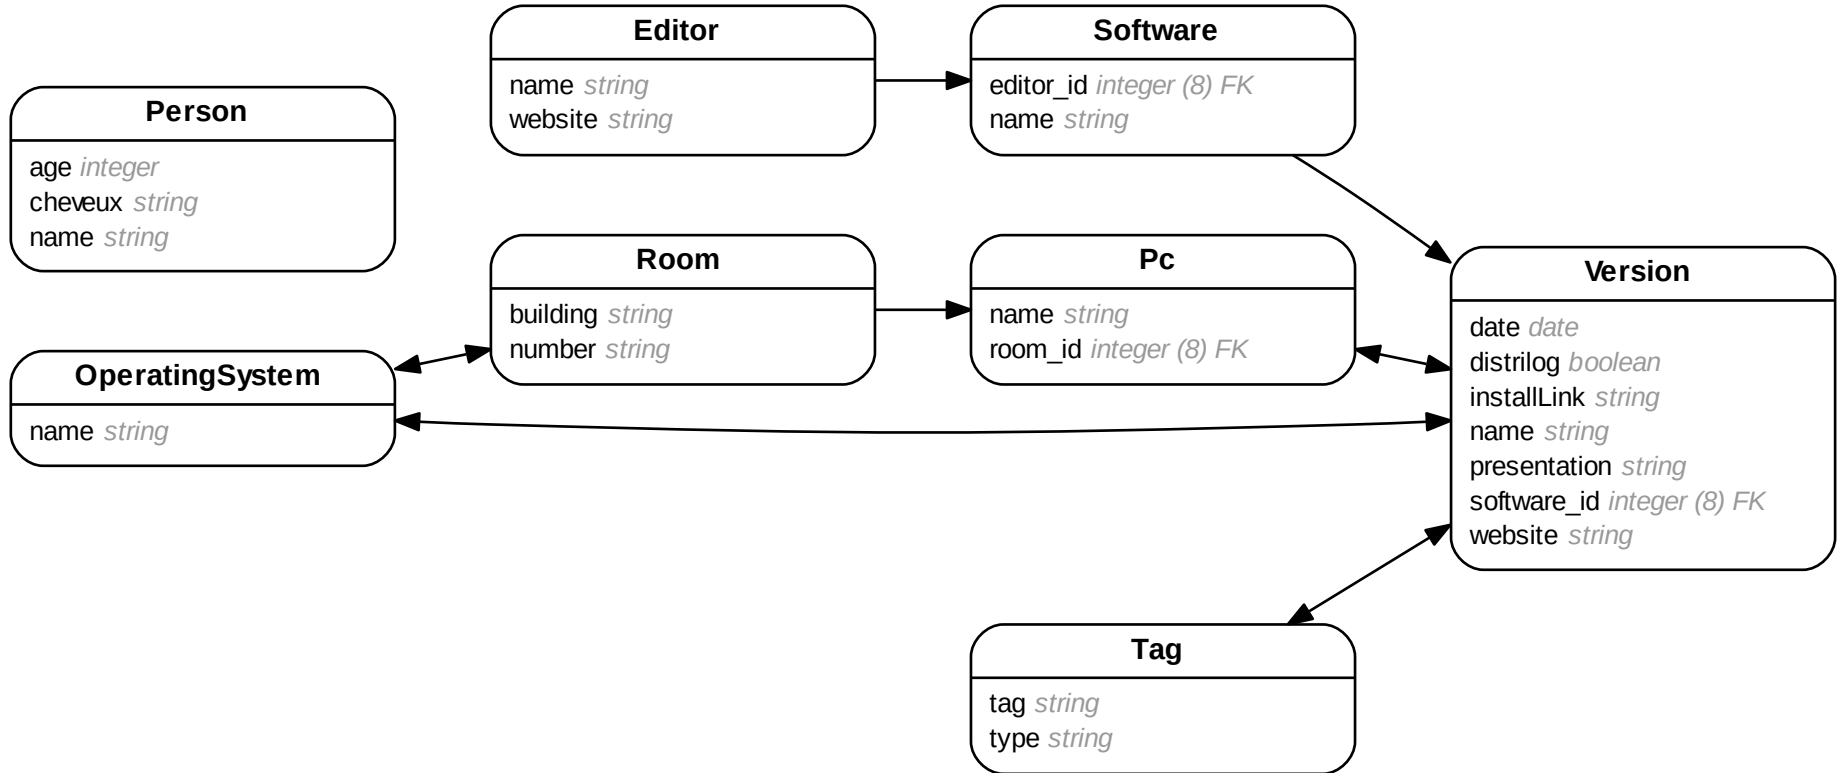 Person
age integer
cheveux string
name string
OperatingSystem
name string
Editor
name string
website string
Room
building string
number string
Software
editor_id integer (8) FK
name string
Pc
name string
room_id integer (8) FK
Tag
tag string
type string
Version
date date
distrilog boolean
installLink string
name string
presentation string
software_id integer (8) FK
website string